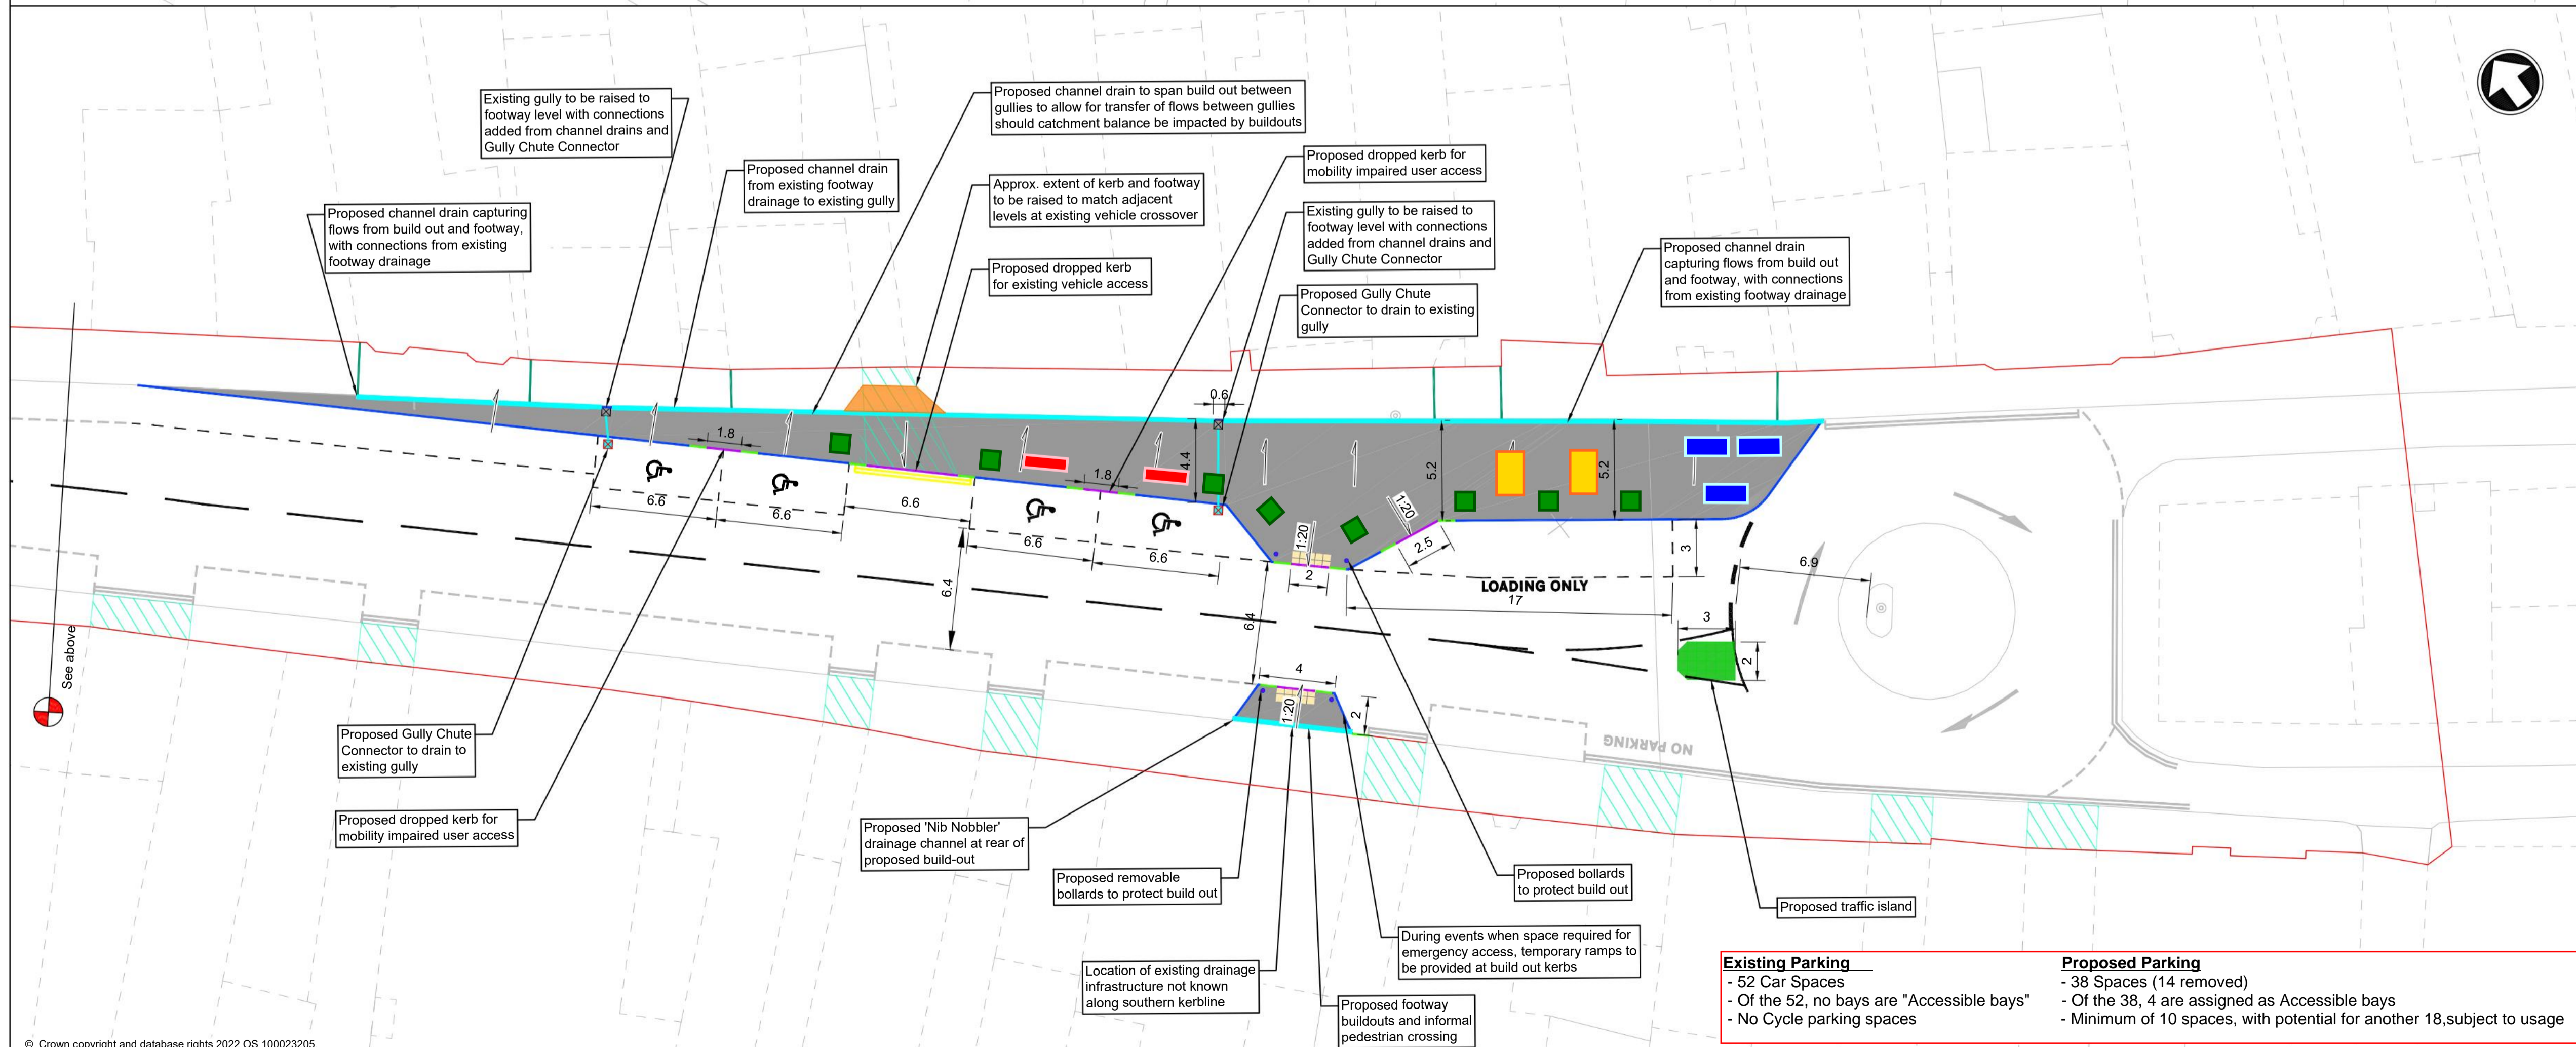 Existing gully to be raised to
footway level with connections
added from channel drains and
Gully Chute Connector
Proposed channel drain to span build out between
gullies to allow for transfer of flows between gullies
should catchment balance be impacted by buildouts
Proposed channel drain
from existing footway
drainage to existing gully
Approx. extent of kerb and footway
to be raised to match adjacent
levels at existing vehicle crossover
Proposed dropped kerb for
mobility impaired user access
Proposed channel drain capturing
flows from build out and footway,
with connections from existing
footway drainage
Existing gully to be raised to
footway level with connections
added from channel drains and
Gully Chute Connector
Proposed dropped kerb
for existing vehicle access
Proposed Gully Chute
Connector to drain to existing
gully
Proposed channel drain
capturing flows from build out
and footway, with connections
from existing footway drainage
0.6
1.8
4.4
1.8
5.2
5.2
6.6
6.6
6.6
6.6
6.6
1:20
2
1:20
2.5
3
LOADING ONLY
17
6.9
6.4
6.4
3
2
4
1:20
2
NO PARKING
See above
Proposed Gully Chute
Connector to drain to
existing gully
Proposed dropped kerb for
mobility impaired user access
Proposed 'Nib Nobbler'
drainage channel at rear of
proposed build-out
Proposed removable
bollards to protect build out
Proposed bollards
to protect build out
Proposed traffic island
Location of existing drainage
infrastructure not known
along southern kerbline
During events when space required for
emergency access, temporary ramps to
be provided at build out kerbs
Proposed footway
buildouts and informal
pedestrian crossing
Existing Parking
- 52 Car Spaces
- Of the 52, no bays are "Accessible bays"
- No Cycle parking spaces
Proposed Parking
- 38 Spaces (14 removed)
- Of the 38, 4 are assigned as Accessible bays
- Minimum of 10 spaces, with potential for another 18,subject to usage
© Crown copyright and database rights 2022 OS 100023205